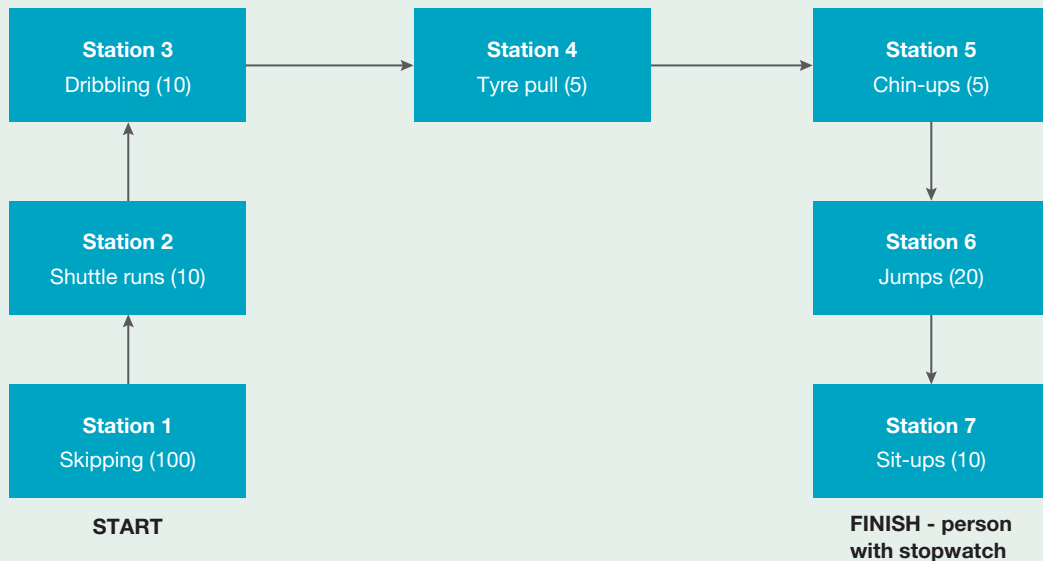 Station 3
Dribbling (10)
Station 4
Tyre pull (5)
Station 5
Chin-ups (5)
Station 2
Shuttle runs (10)
Station 6
Jumps (20)
Station 1
Skipping (100)
Station 7
Sit-ups (10)
START
FINISH - person
with stopwatch